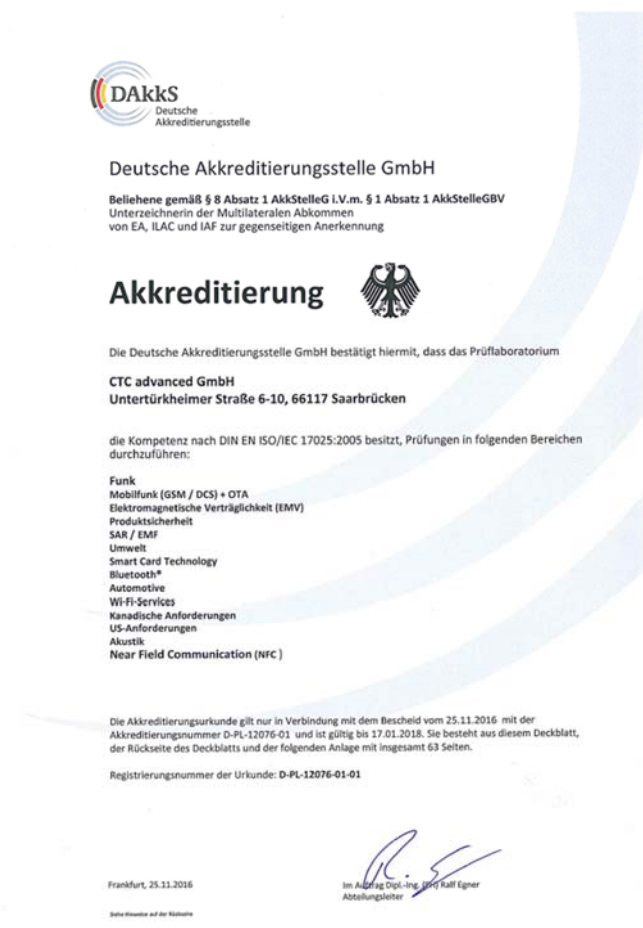 DAkkS
Deutsche
Akkreditierungsstelle
Deutsche Akkreditierungsstelle GmbH
Beliehene gemäß § 8 Absatz 1 AkkStelleG i.V.m. § 1 Absatz 1 AkkStelleGBV
Unterzeichnerin der Multilateralen Abkommen
von EA, ILAC und IAF zur gegenseitigen Anerkennung
Akkreditierung
Die Deutsche Akkreditierungsstelle GmbH bestätigt hiermit, dass das Prüflaboratorium
CTC advanced GmbH
Untertürkheimer Straße 6-10, 66117 Saarbrücken
die Kompetenz nach DIN EN ISO/IEC 17025:2005 besitzt, Prüfungen in folgenden Bereichen
durchzuführen:
Funk
Mobilfunk (GSM / DCS) + OTA
Elektromagnetische Verträglichkeit (EMV)
Produktsicherheit
SAR / EMF
Umwelt
Smart Card Technology
Bluetooth®
Automotive
Wi-Fi-Services
Kanadische Anforderungen
US-Anforderungen
Akustik
Near Field Communication (NFC )
Die Akkreditierungsurkunde gilt nur in Verbindung mit dem Bescheid vom 25.11.2016 mit der
Akkreditierungsnummer D-PL-12076-01 und ist gültig bis 17.01.2018. Sie besteht aus diesem Deckblatt,
der Rückseite des Deckblatts und der folgenden Anlage mit insgesamt 63 Seiten.
Registrierungsnummer der Urkunde: D-PL-12076-01-01
Frankfurt, 25.11.2016
Im Auftrag Dipl.-Ing. (FH) Ralf Egner
Abteilungsleiter
Siehe Hinweise auf der Rückseite